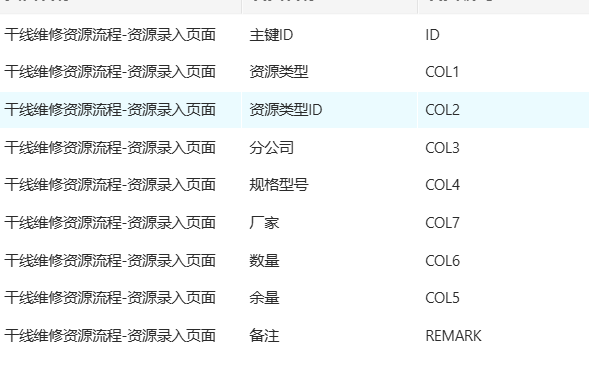 干线维修资源流程-资源录入页面 主键ID ID
干线维修资源流程-资源录入页面 资源类型 COL1
干线维修资源流程-资源录入页面 资源类型ID COL2
干线维修资源流程-资源录入页面 分公司 COL3
干线维修资源流程-资源录入页面 规格型号 COL4
干线维修资源流程-资源录入页面 厂家 COL7
干线维修资源流程-资源录入页面 数量 COL6
干线维修资源流程-资源录入页面 余量 COL5
干线维修资源流程-资源录入页面 备注 REMARK